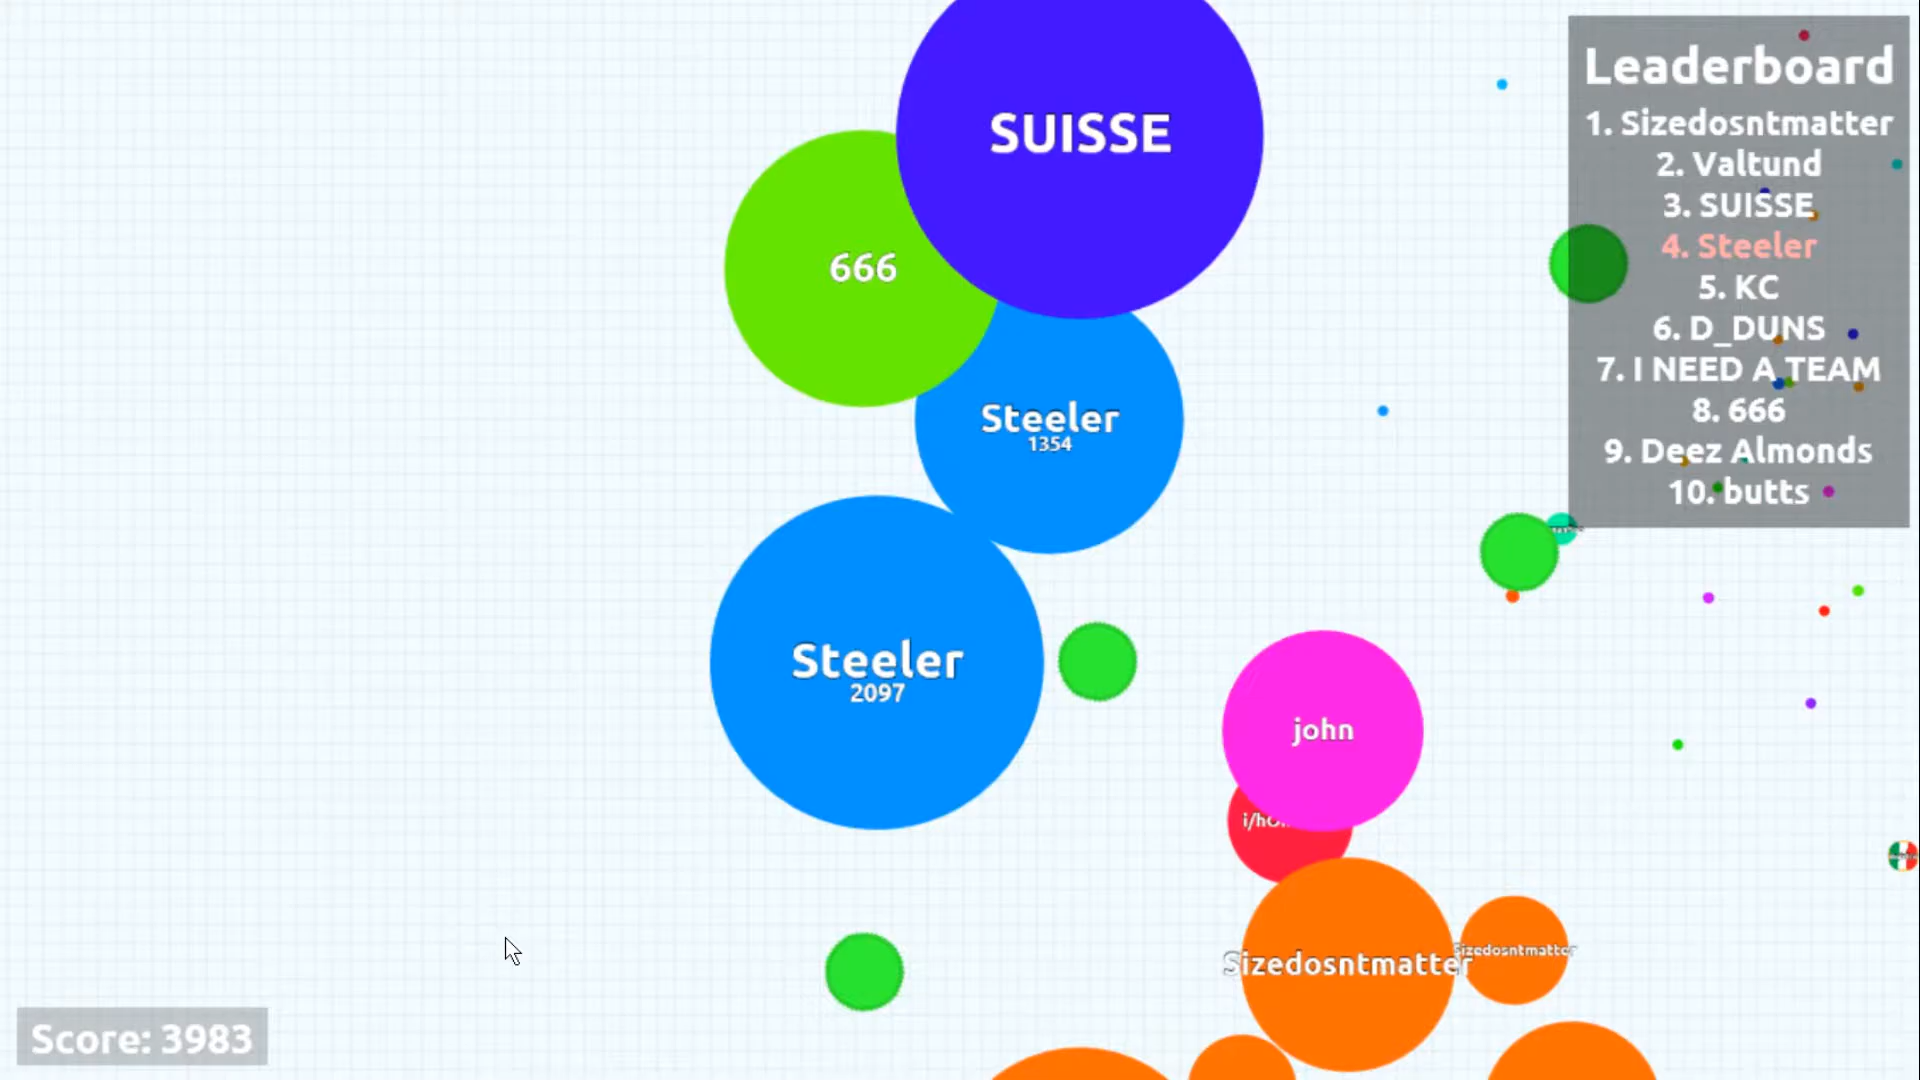 SUISSE
666
Steeler
1354
Steeler
2097
john
Sizedosntmatter
Sizedosntmatter
Score: 3983
Leaderboard
1. Sizedosntmatter
2. Valtund
3. SUISSE
4. Steeler
5. KC
6. D_DUNS
7. I NEED A TEAM
8. 666
9. Deez Almonds
10. butts